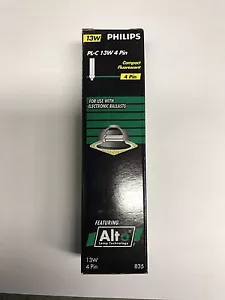 13W PHILIPS
PL-C 13W 4 Pin
Compact
Fluorescent
4 Pin
FOR USE WITH
ELECTRONIC BALLASTS
FEATURING
Alto
Lamp Technology
13W
4 Pin 835